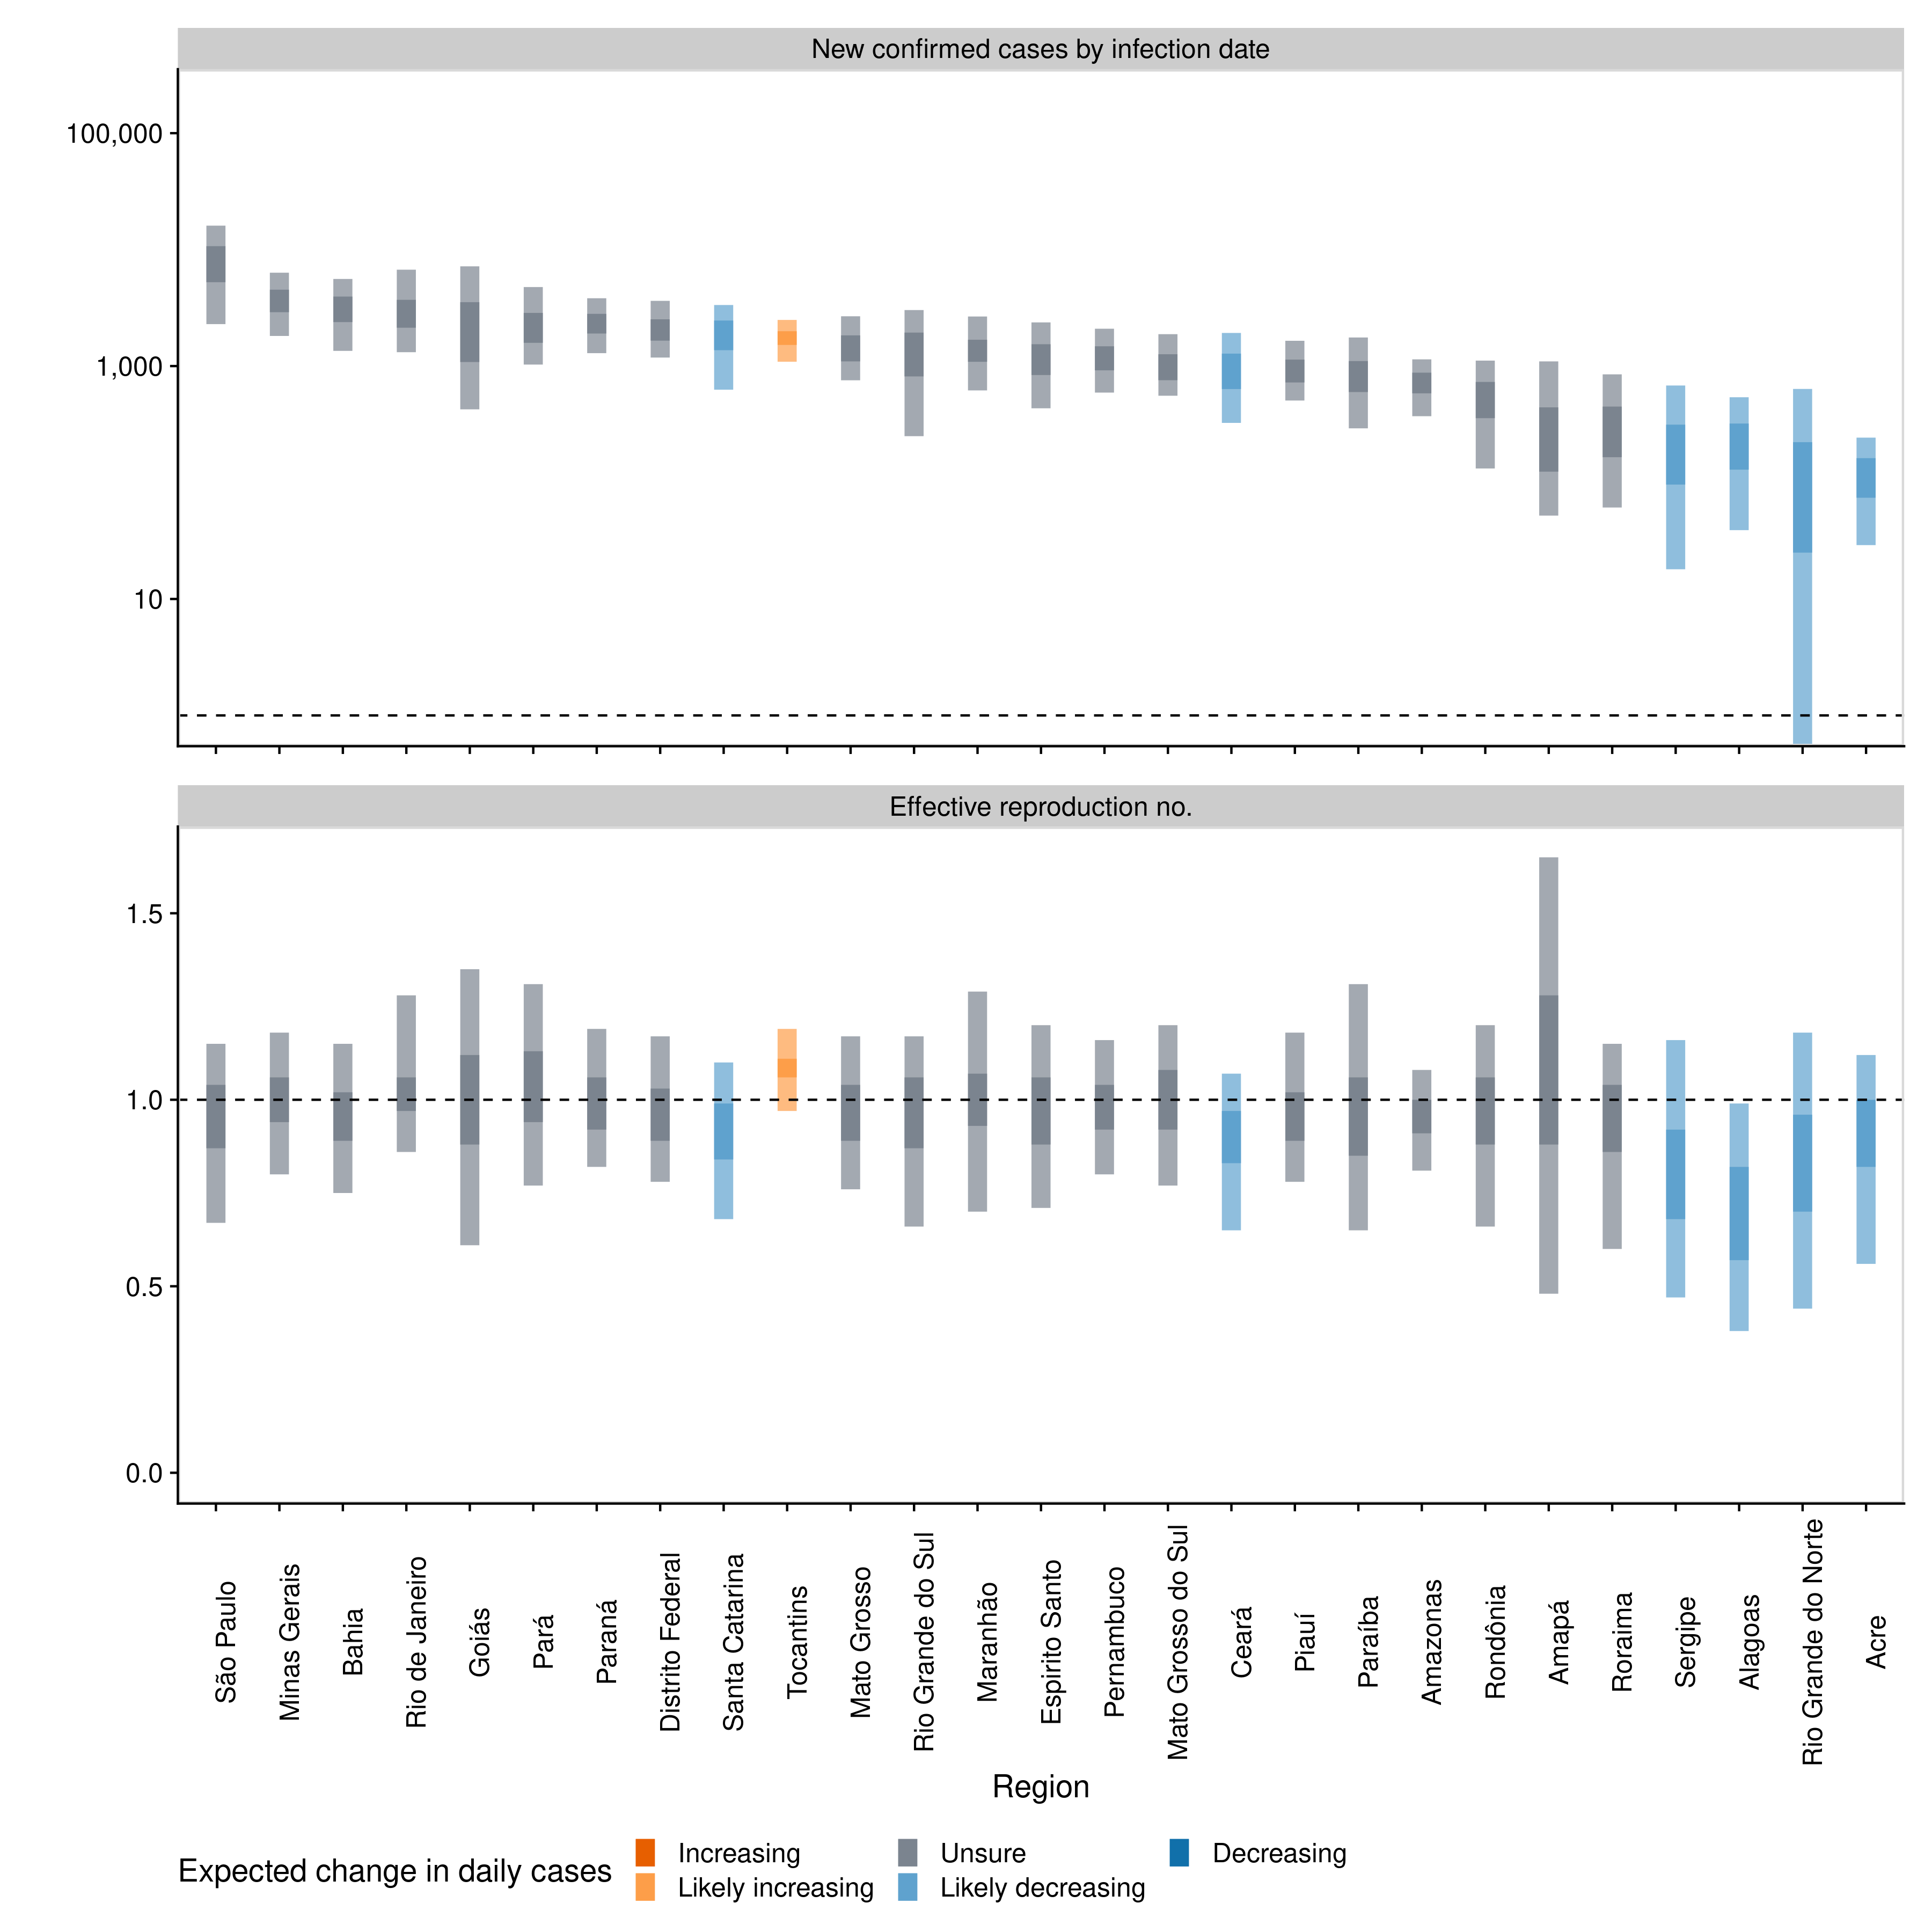 New confirmed cases by infection date
100,000
1,000
10
Effective reproduction no.
1.5
1.0
0.5
0.0
São Paulo
Minas Gerais
Bahia
Rio de Janeiro
Goiás
Pará
Paraná
Distrito Federal
Santa Catarina
Tocantins
Mato Grosso
Rio Grande do Sul
Maranhão
Espirito Santo
Pernambuco
Mato Grosso do Sul
Ceará
Piauí
Paraíba
Amazonas
Rondônia
Amapá
Roraima
Sergipe
Alagoas
Rio Grande do Norte
Acre
Region
Expected change in daily cases
Increasing
Likely increasing
Unsure
Likely decreasing
Decreasing